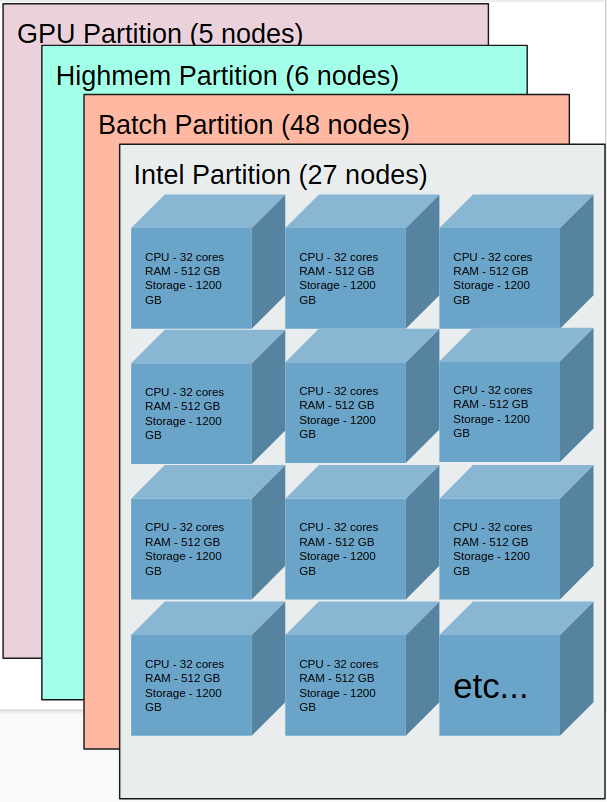 GPU Partition (5 nodes)
Highmem Partition (6 nodes)
Batch Partition (48 nodes)
Intel Partition (27 nodes)
CPU - 32 cores
RAM - 512 GB
Storage - 1200
GB
CPU - 32 cores
RAM - 512 GB
Storage - 1200
GB
CPU - 32 cores
RAM - 512 GB
Storage - 1200
GB
CPU - 32 cores
RAM - 512 GB
Storage - 1200
GB
CPU - 32 cores
RAM - 512 GB
Storage - 1200
GB
CPU - 32 cores
RAM - 512 GB
Storage - 1200
GB
CPU - 32 cores
RAM - 512 GB
Storage - 1200
GB
CPU - 32 cores
RAM - 512 GB
Storage - 1200
GB
CPU - 32 cores
RAM - 512 GB
Storage - 1200
GB
CPU - 32 cores
RAM - 512 GB
Storage - 1200
GB
CPU - 32 cores
RAM - 512 GB
Storage - 1200
GB
etc...